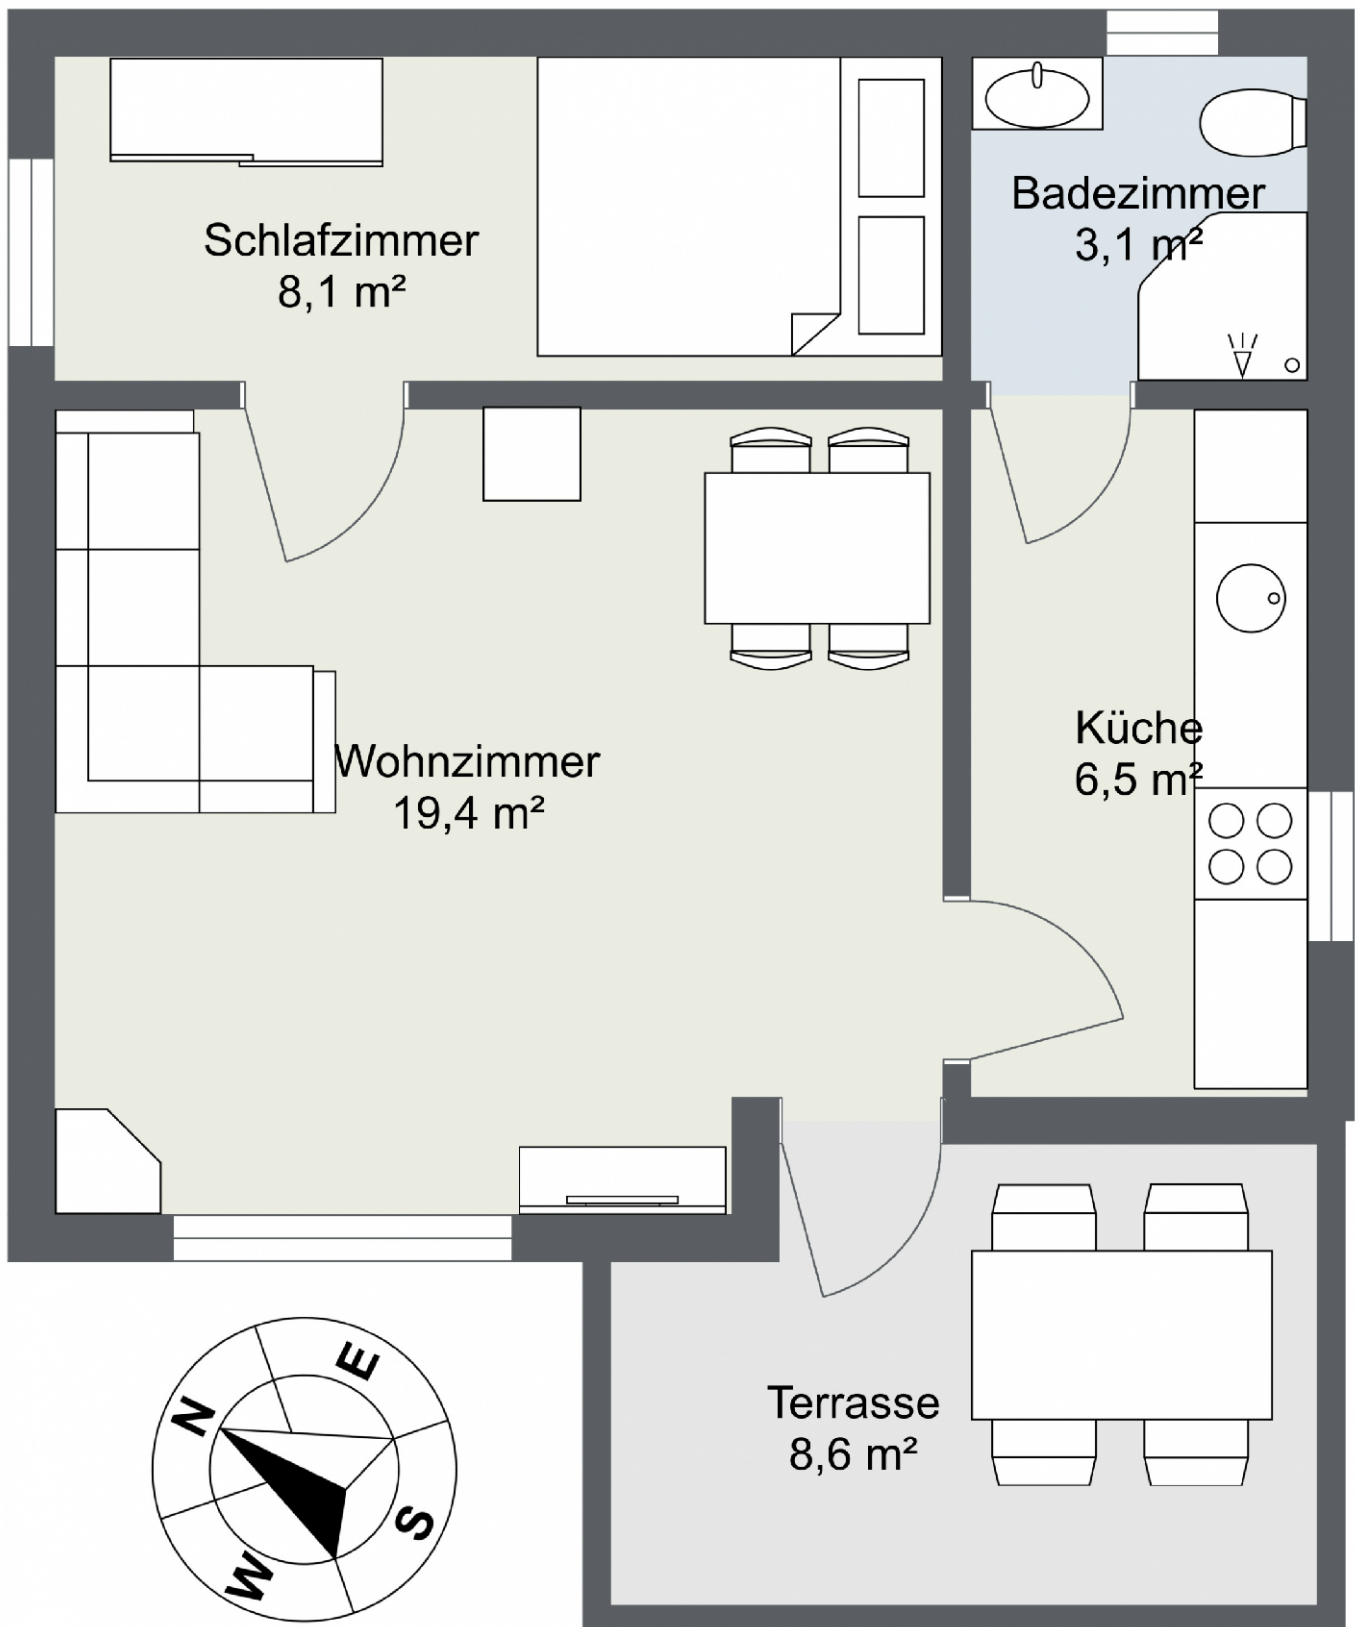 Schlafzimmer
8,1 m²
Badezimmer
3,1 m²
Wohnzimmer
19,4 m²
Küche
6,5 m²
Terrasse
8,6 m²
N
E
S
W